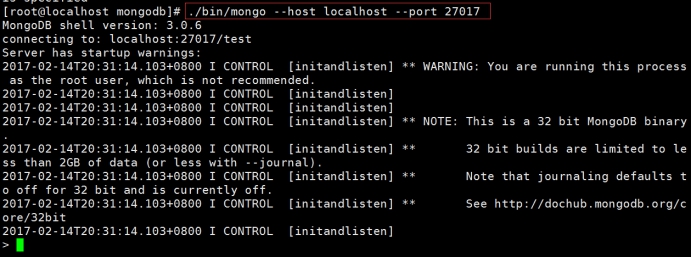 [root@localhost mongodb]# ./bin/mongo --host localhost --port 27017
MongoDB shell version: 3.0.6
connecting to: localhost:27017/test
Server has startup warnings:
2017-02-14T20:31:14.103+0800 I CONTROL  [initandlisten] ** WARNING: You are running this process
 as the root user, which is not recommended.
2017-02-14T20:31:14.103+0800 I CONTROL  [initandlisten]
2017-02-14T20:31:14.103+0800 I CONTROL  [initandlisten]
2017-02-14T20:31:14.103+0800 I CONTROL  [initandlisten] ** NOTE: This is a 32 bit MongoDB binary
.
2017-02-14T20:31:14.103+0800 I CONTROL  [initandlisten] **       32 bit builds are limited to le
ss than 2GB of data (or less with --journal).
2017-02-14T20:31:14.103+0800 I CONTROL  [initandlisten] **       Note that journaling defaults t
o off for 32 bit and is currently off.
2017-02-14T20:31:14.103+0800 I CONTROL  [initandlisten] **       See http://dochub.mongodb.org/c
ore/32bit
2017-02-14T20:31:14.103+0800 I CONTROL  [initandlisten]
>